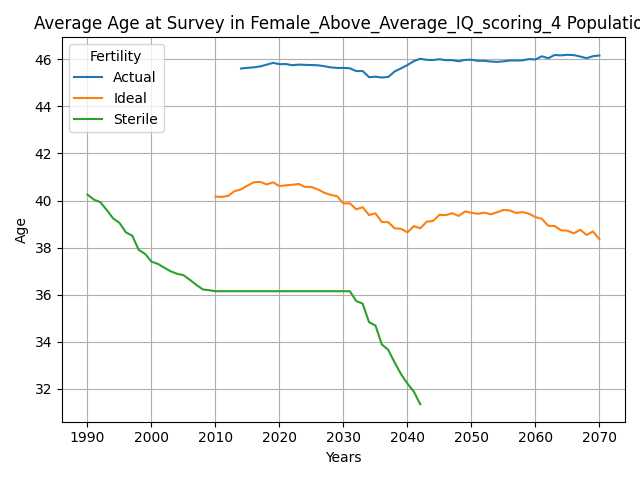 Average Age at Survey in Female_Above_Average_IQ_scoring_4 Populatio
Fertility
Actual
Ideal
Sterile
Age
46
44
42
40
38
36
34
32
1990 2000 2010 2020 2030 2040 2050 2060 2070
Years